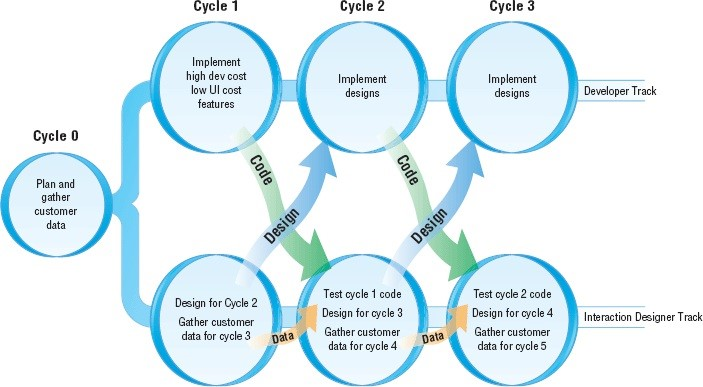 Cycle 1
Cycle 2
Cycle 3
Implement
high dev cost
low UI cost
features
Implement
designs
Implement
designs
Developer Track
Cycle 0
Plan and
gather
customer
data
Code
Design
Code
Design
Design for Cycle 2
Gather customer
data for cycle 3
Data
Test cycle 1 code
Design for cycle 3
Gather customer
data for cycle 4
Data
Test cycle 2 code
Design for cycle 4
Gather customer
data for cycle 5
Interaction Designer Track